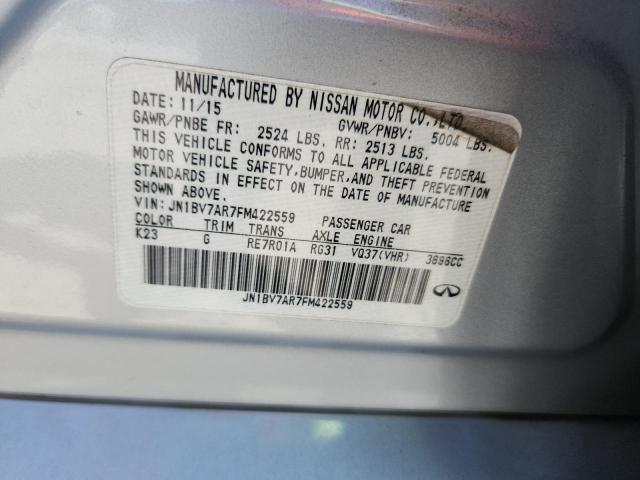 MANUFACTURED BY NISSAN MOTOR CO.,LTD
DATE: 11/15 GVWR/PNBV: 5004 LBS.
GAWR/PNBE FR: 2524 LBS. RR: 2513 LBS.
THIS VEHICLE CONFORMS TO ALL APPLICABLE FEDERAL
MOTOR VEHICLE SAFETY,BUMPER,AND THEFT PREVENTION
STANDARDS IN EFFECT ON THE DATE OF MANUFACTURE
SHOWN ABOVE.
VIN: JN1BV7AR7FM422559 PASSENGER CAR
COLOR TRIM TRANS AXLE ENGINE
K23 G RE7R01A RG31 VQ37(VHR) 3696CC
JN1BV7AR7FM422559